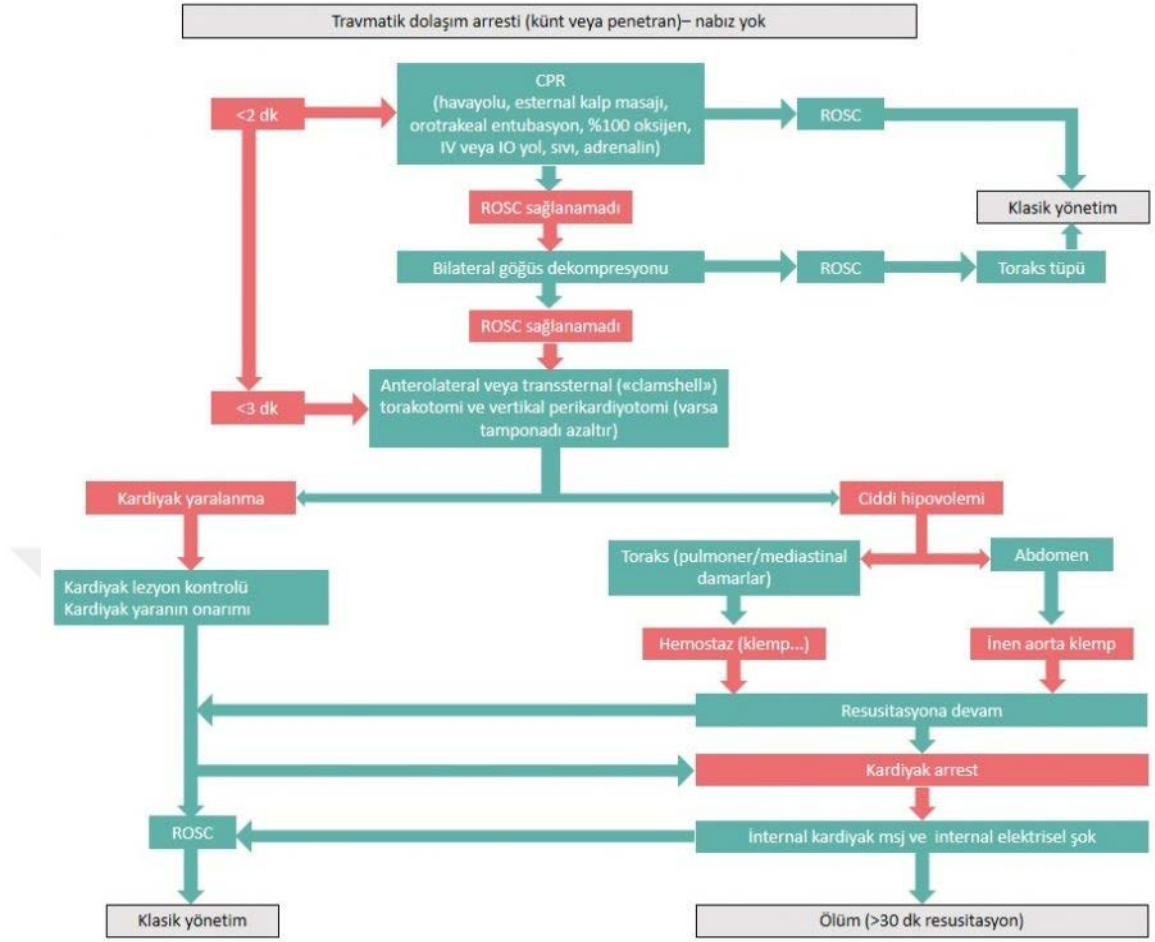 Travmatik dolaşım arresti (künt veya penetran)– nabız yok
<2 dk
CPR
(havayolu, esternal kalp masajı,
orotrakeal entubasyon, %100 oksijen,
IV veya IO yol, sıvı, adrenalin)
ROSC
ROSC sağlanamadı
Klasik yönetim
Bilateral göğüs dekompresyonu
ROSC
Toraks tüpü
ROSC sağlanamadı
<3 dk
Anterolateral veya transsternal («clamshell»)
torakotomi ve vertikal perikardiyotomi (varsa
tamponadı azaltır)
Kardiyak yaralanma
Ciddi hipovolemi
Kardiyak lezyon kontrolü
Kardiyak yaranın onarımı
Toraks (pulmoner/mediastinal
damarlar)
Abdomen
Hemostaz (klemp...)
İnen aorta klemp
Resusitasyona devam
Kardiyak arrest
ROSC
İnternal kardiyak msj ve internal elektrisel şok
Klasik yönetim
Ölüm (>30 dk resusitasyon)